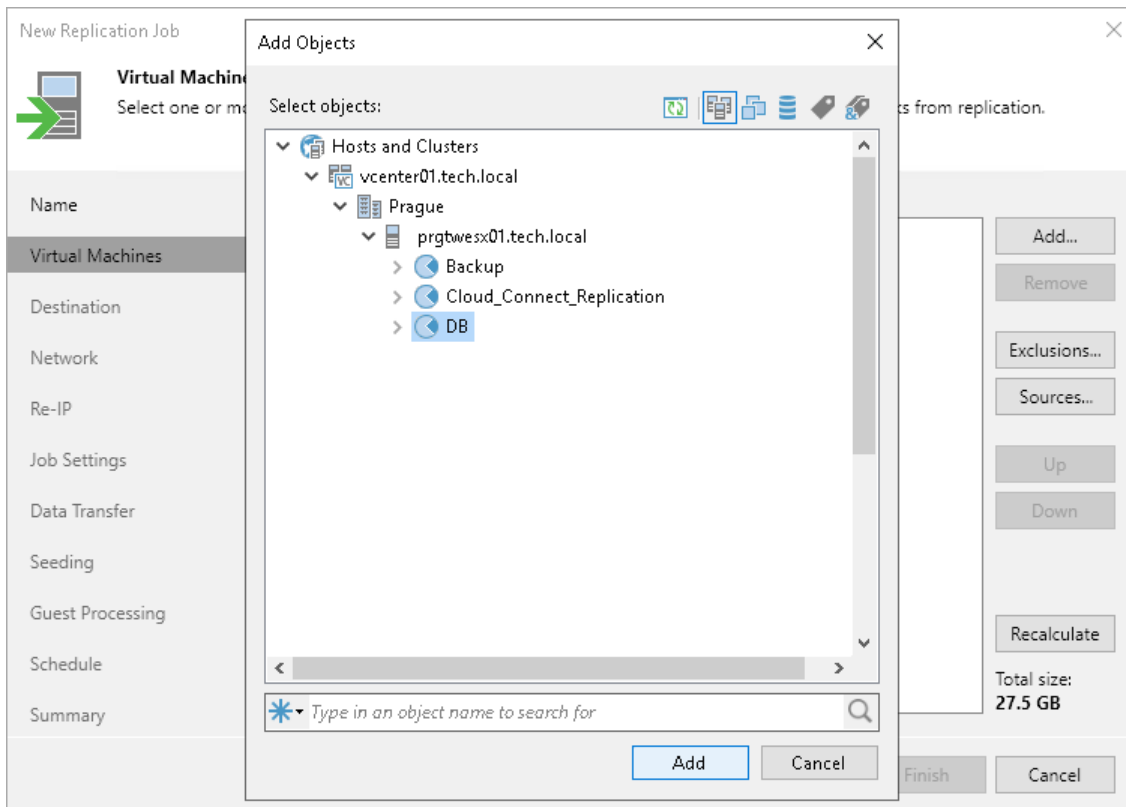 New Replication Job
Virtual Machin
Select one or m
ks from replication.
Name
Virtual Machines
Destination
Network
Re-IP
Job Settings
Data Transfer
Seeding
Guest Processing
Schedule
Summary
Add Objects
Select objects:
Hosts and Clusters
VC
vcenter01.tech.local
Prague
prgtwesx01.tech.local
Backup
Cloud_Connect_Replication
DB
Type in an object name to search for
Add
Cancel
Add...
Remove
Exclusions...
Sources...
Up
Down
Recalculate
Total size:
27.5 GB
Finish
Cancel